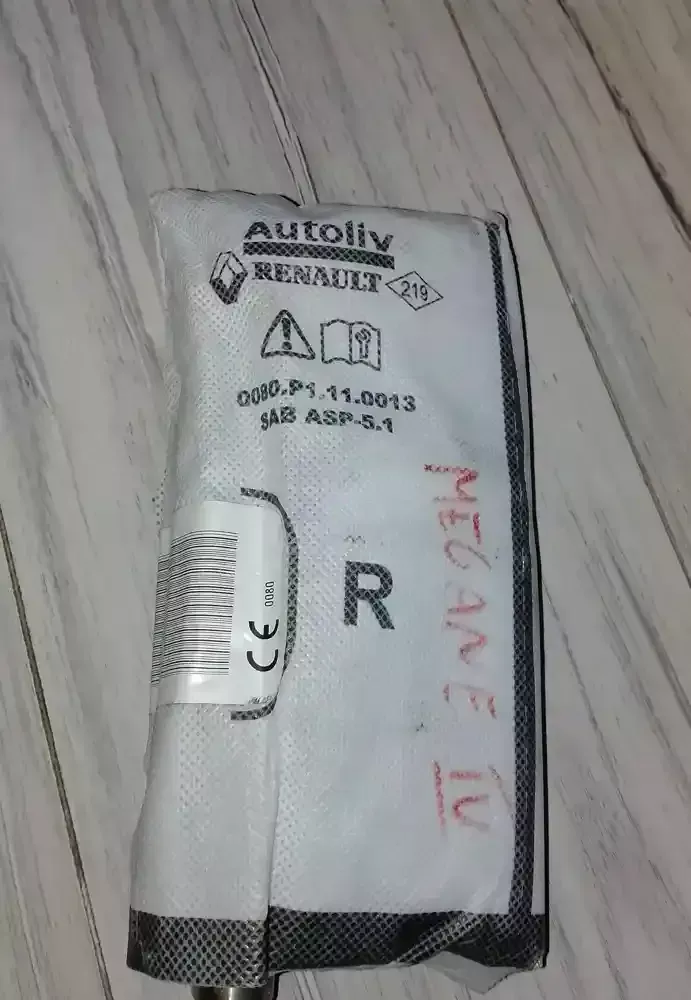 Autoliv
RENAULT 219
0080.P1.11.0013
SAB ASP-5.1
R
CE 0080
MEGANE IV